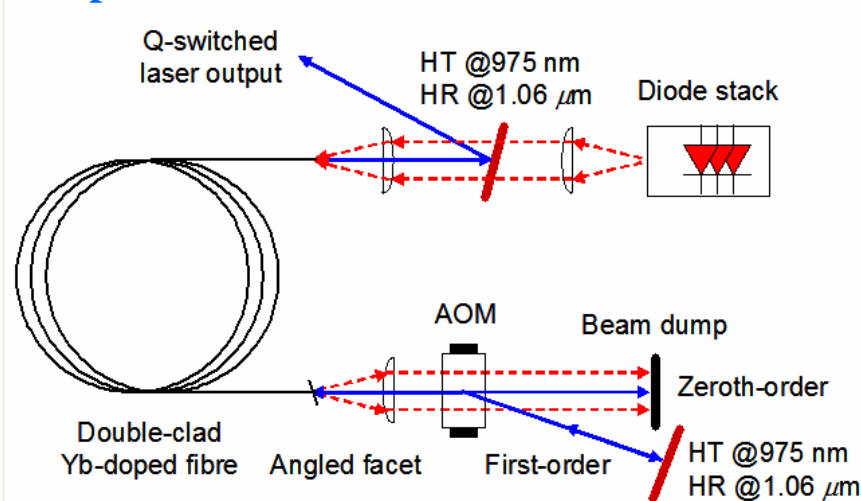 Q-switched
laser output
HT @975 nm
HR @1.06 μm
Diode stack
AOM
Beam dump
Zeroth-order
Double-clad
Yb-doped fibre
Angled facet
First-order
HT @975 nm
HR @1.06 μm